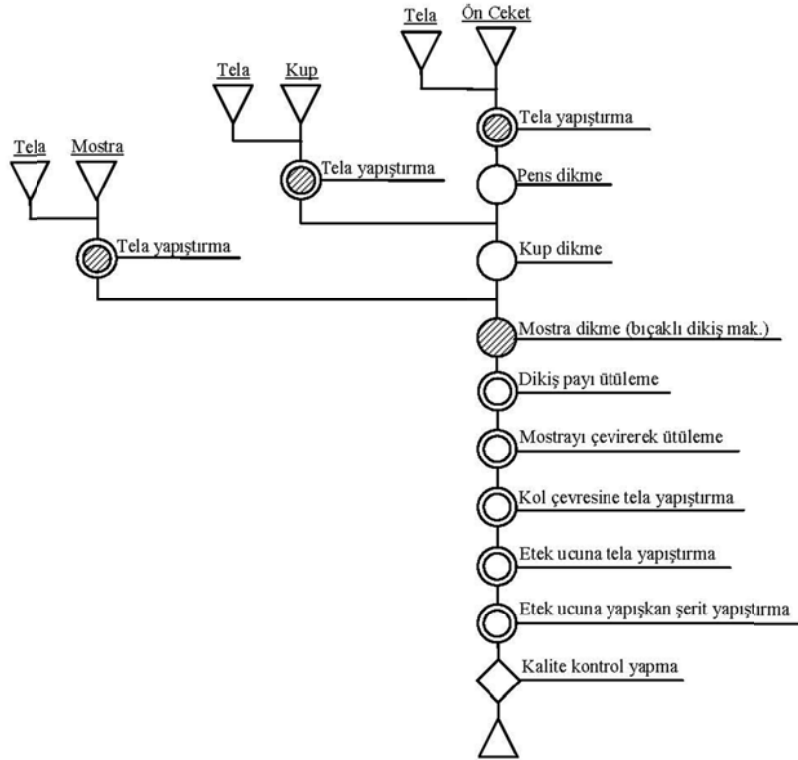 Tela
Ön Ceket
Tela
Kup
Tela yapıştırma
Tela
Mostra
Tela yapıştırma
Pens dikme
Tela yapıştırma
Kup dikme
Mostra dikme (bıçaklı dikiş mak.)
Dikiş payı ütüleme
Mostrayı çevirerek ütüleme
Kol çevresine tela yapıştırma
Etek ucuna tela yapıştırma
Etek ucuna yapışkan şerit yapıştırma
Kalite kontrol yapma